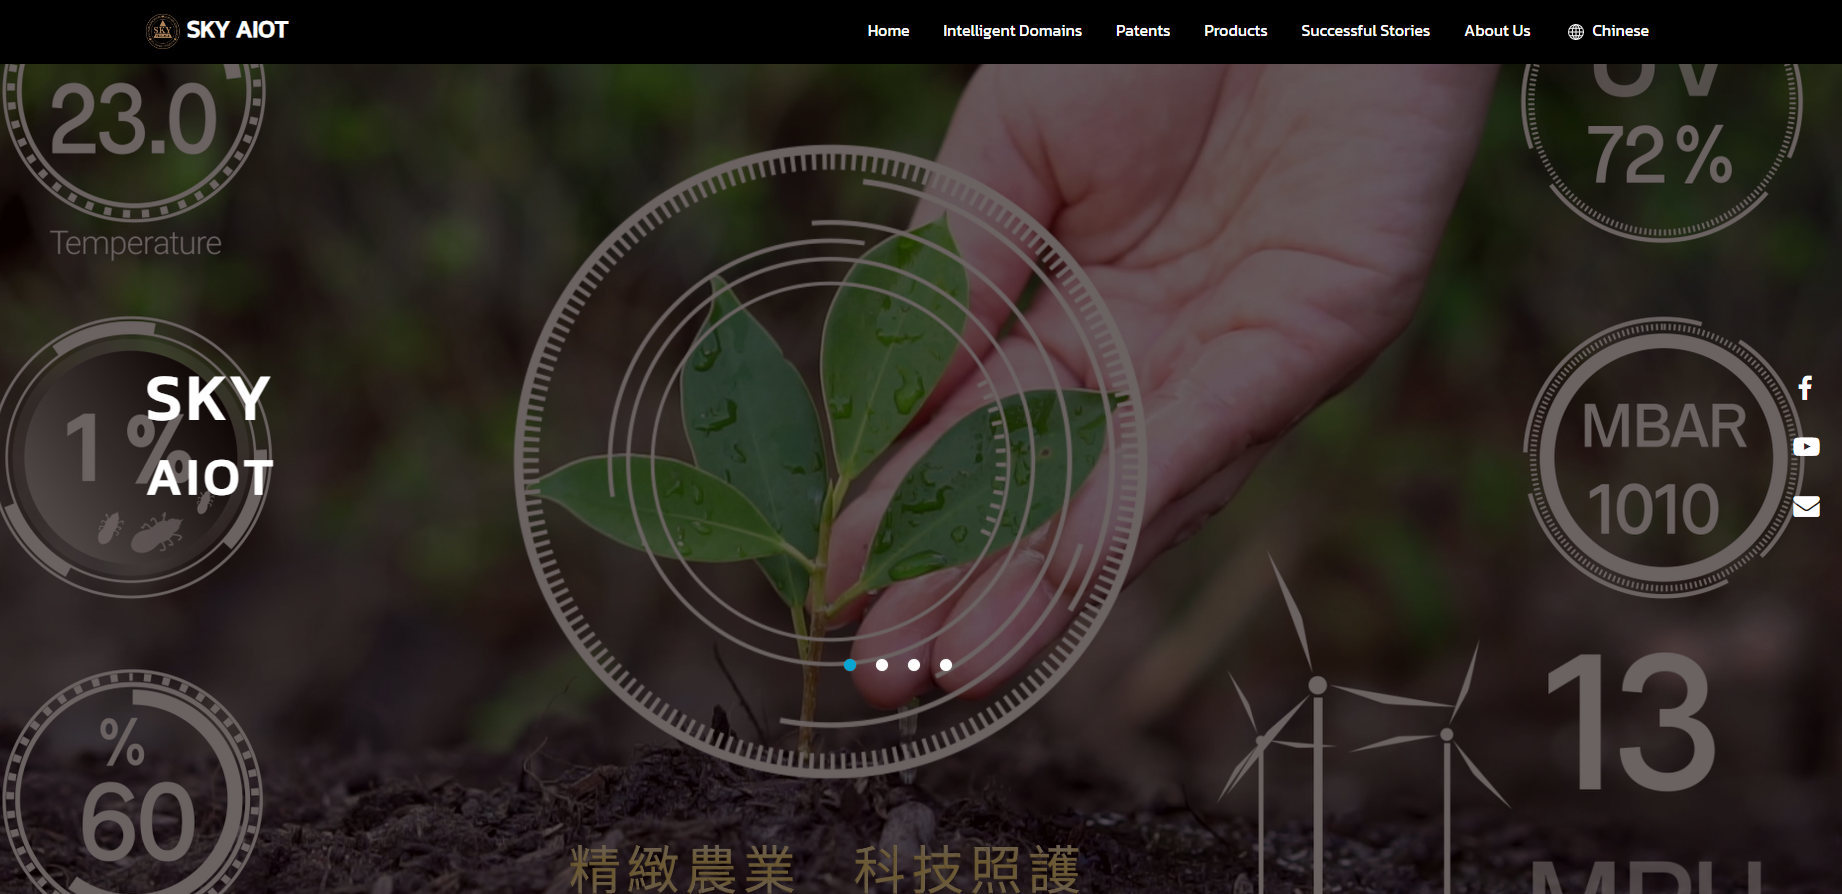 SKY AIOT
Home
Intelligent Domains
Patents
Products
Successful Stories
About Us
Chinese
23.0
Temperature
UV
72%
1%
SKY
AIOT
MBAR
1010
%
60
13
MPH
精緻農業 科技照護